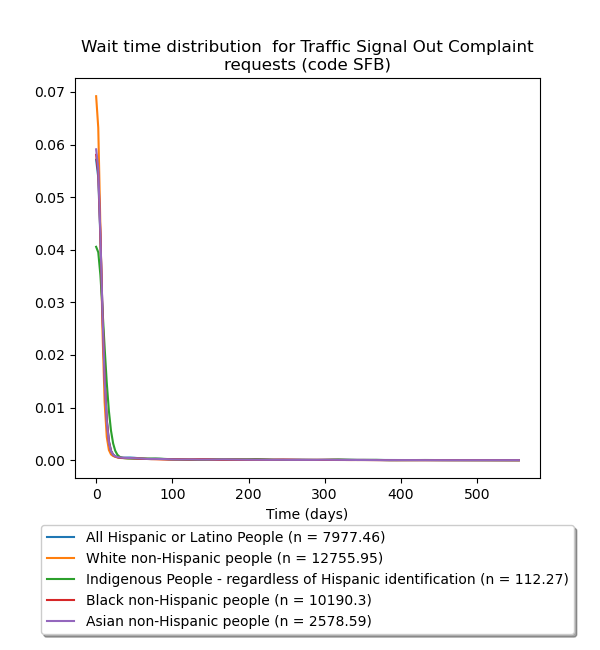 Wait time distribution  for Traffic Signal Out Complaint
requests (code SFB)
0.07
0.06
0.05
0.04
0.03
0.02
0.01
0.00
0 100 200 300 400 500
Time (days)
All Hispanic or Latino People (n = 7977.46)
White non-Hispanic people (n = 12755.95)
Indigenous People - regardless of Hispanic identification (n = 112.27)
Black non-Hispanic people (n = 10190.3)
Asian non-Hispanic people (n = 2578.59)